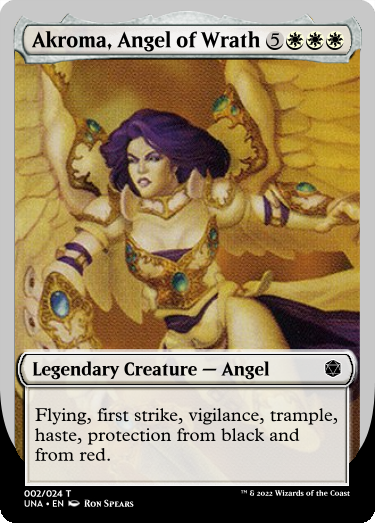 Akroma, Angel of Wrath 5
Legendary Creature — Angel
Flying, first strike, vigilance, trample,
haste, protection from black and
from red.
002/024 T
UNA • EN Ron Spears
™ & 2022 Wizards of the Coast